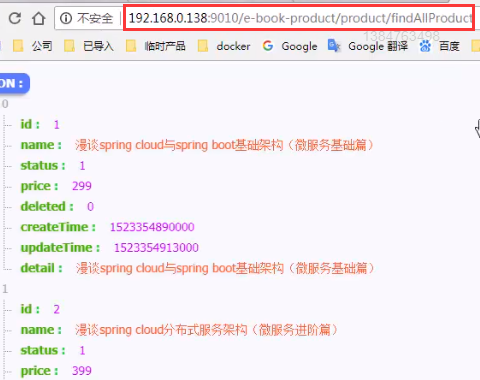 不安全 192.168.0.138:9010/e-book-product/product/findAllProduct
1384763498
公司 已导入 临时产品 docker Google Google 翻译 百度
ON :
0
id : 1
name : 漫谈spring cloud与spring boot基础架构（微服务基础篇）
status : 1
price : 299
deleted : 0
createTime : 1523354890000
updateTime : 1523354913000
detail : 漫谈spring cloud与spring boot基础架构（微服务基础篇）
1
id : 2
name : 漫谈spring cloud分布式服务架构（微服务进阶篇）
status : 1
price : 399